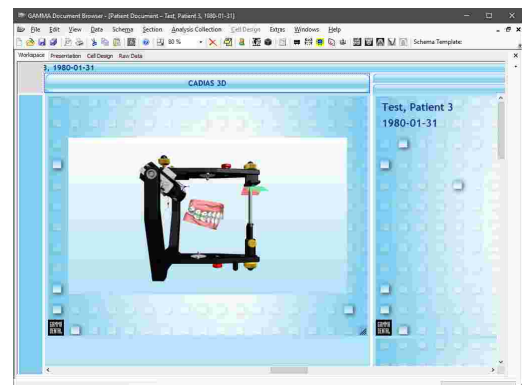 GAMMA Document Browser - [Patient Document - Test, Patient 3, 1980-01-31]
File Edit View Data Schema Section Analysis Collection Cell Design Extras Windows Help
80 % Schema Template:
Workspace Presentation Cell Design Raw Data
3, 1980-01-31
CADIAS 3D
Test, Patient 3
1980-01-31
GAMMA
DENTAL
GAMMA
DENTAL